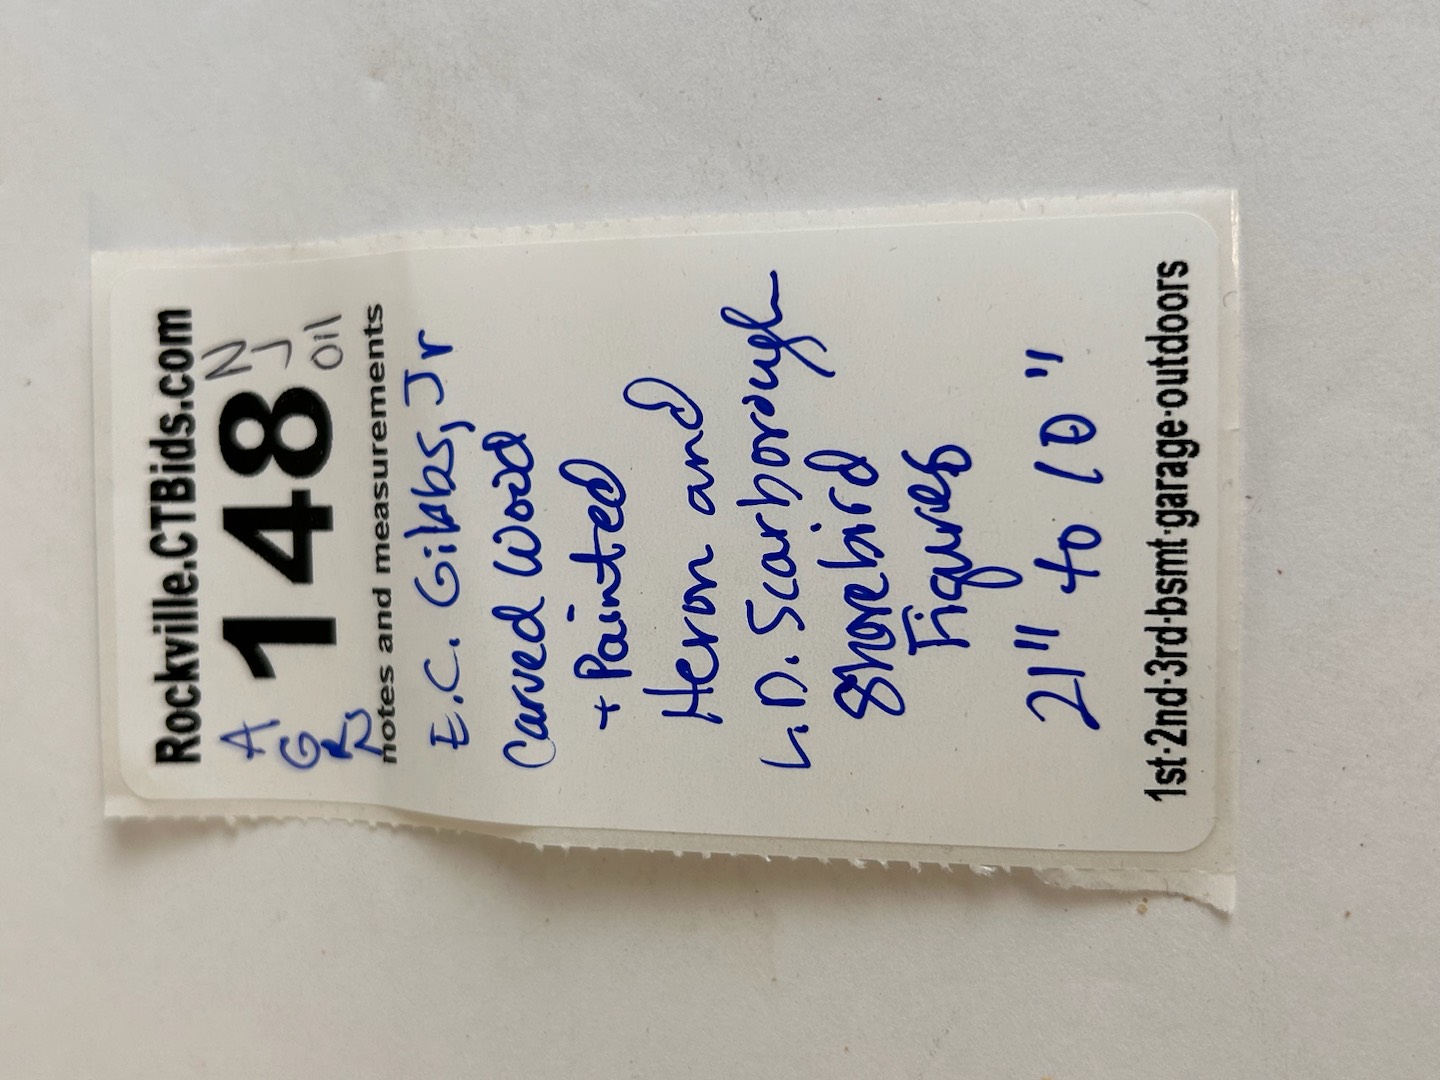 Rockville.CTBids.com
A
G
148
N
J
oil
notes and measurements
E.C. Gibbs, Jr
Carved Wood
+ Painted
Heron and
L.D. Scarborough
Shorebird
Figures
21" to 10"
1st·2nd·3rd·bsmt·garage·outdoors